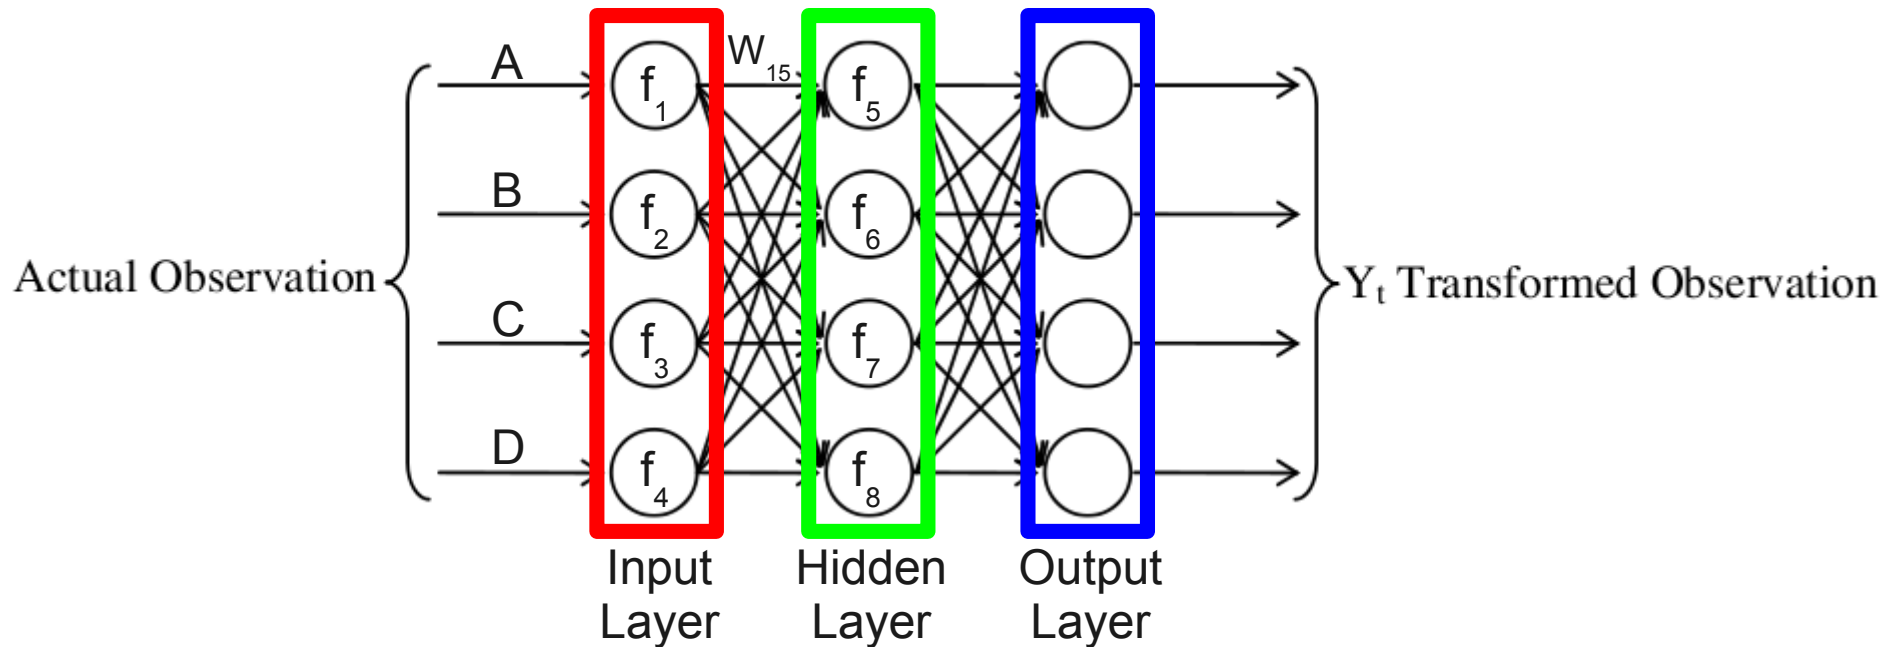 A
B
C
D
Actual Observation
f1
f2
f3
f4
W15
f5
f6
f7
f8
Yt Transformed Observation
Input
Layer
Hidden
Layer
Output
Layer